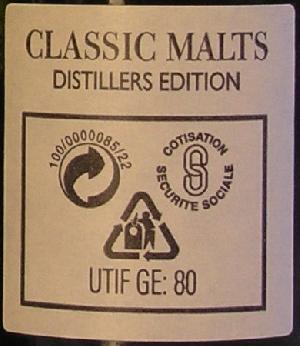 CLASSIC MALTS
DISTILLERS EDITION
100/0000085/22
COTISATION
S
SECURITE SOCIALE
UTIF GE: 80